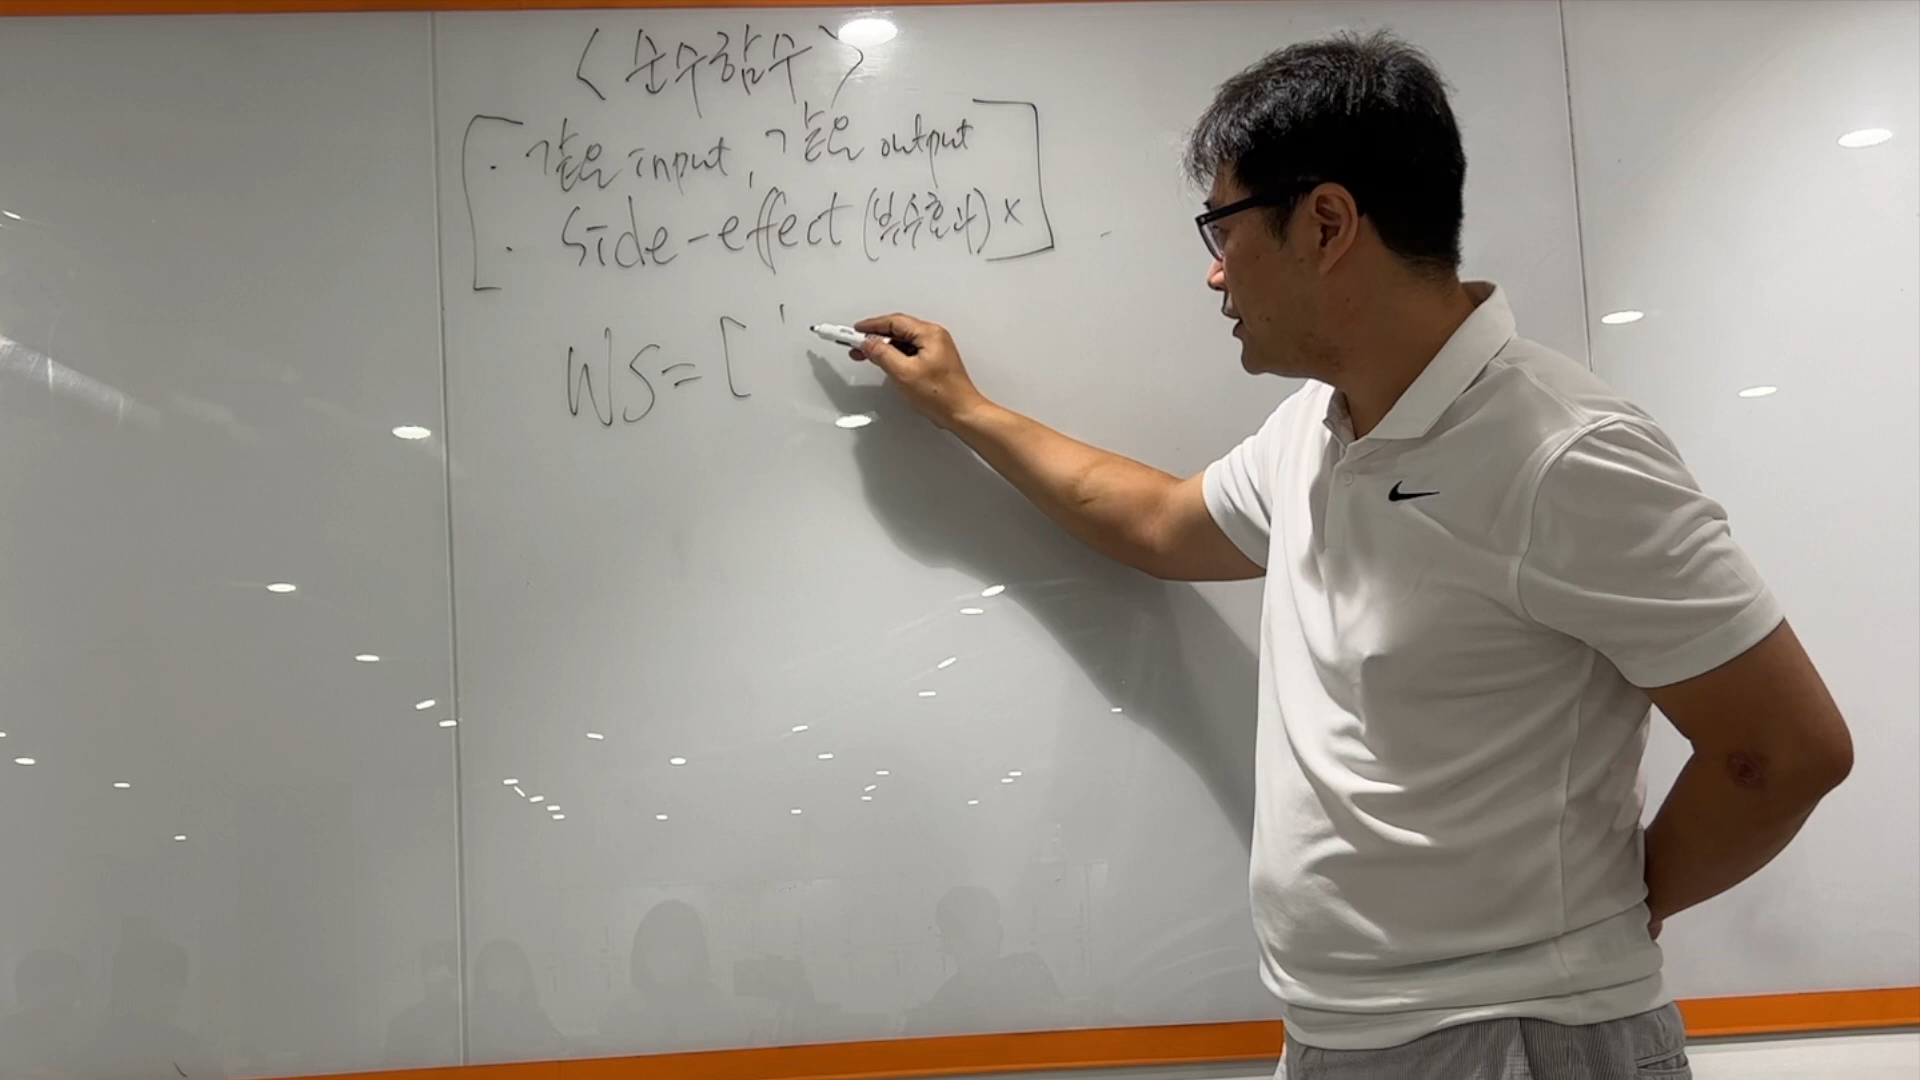 <순수함수>
· 같은 input, 같은 output
· side-effect (부수효과) x
WS = [ '